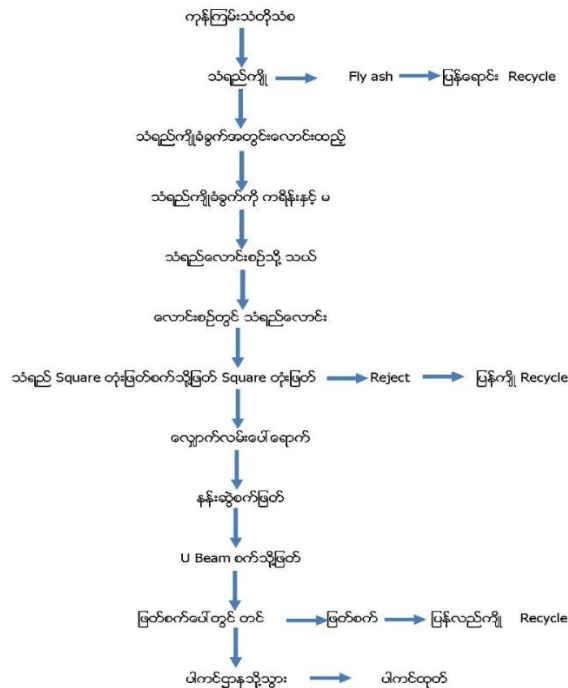 ကုန်ကြမ်းသံတိုသံစ
သံရည်ကျို Fly ash ပြန်ရောင်း Recycle
သံရည်ကျိုခံခွက်အတွင်းလောင်းထည့်
သံရည်ကျိုခံခွက်ကို ကရိန်းနှင့် မ
သံရည်လောင်းစဉ်သို့ သယ်
လောင်းစဉ်တွင် သံရည်လောင်း
သံရည် Square တုံးဖြတ်စက်သို့ဖြတ် Square တုံးဖြတ် Reject ပြန်ကျို Recycle
လျှောက်လမ်းပေါ်ရောက်
နန်းဆွဲစက်ဖြတ်
U Beam စက်သို့ဖြတ်
ဖြတ်စက်ပေါ်တွင် တင် ဖြတ်စက် ပြန်လည်ကျို Recycle
ပါကင်ဌာနသို့သွား ပါကင်ထုတ်